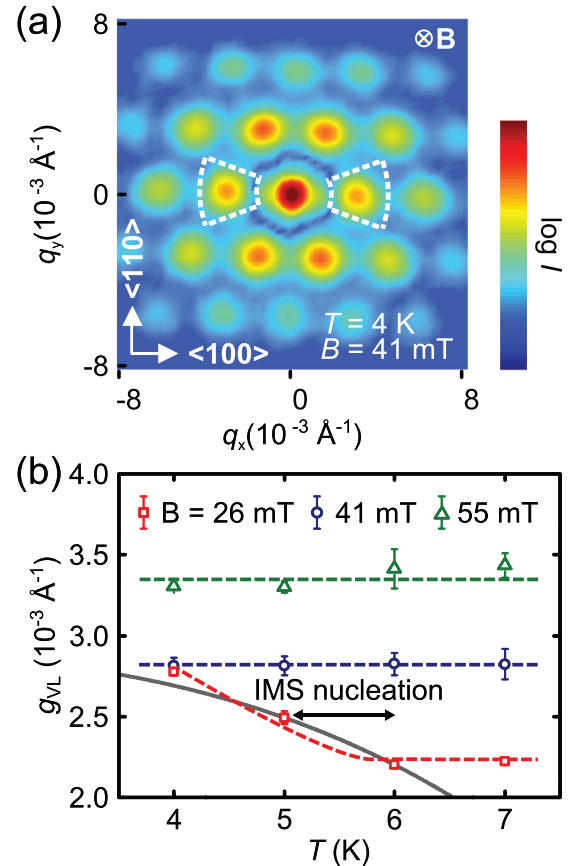 (a)
8
⊗B
0
-8
q_y(10⁻³ Å⁻¹)
<110>
<100>
T = 4 K
B = 41 mT
log I
-8 0 8
q_x(10⁻³ Å⁻¹)
(b)
4.0
3.5
3.0
2.5
2.0
g_VL (10⁻³ Å⁻¹)
B = 26 mT 41 mT 55 mT
IMS nucleation
4 5 6 7
T (K)